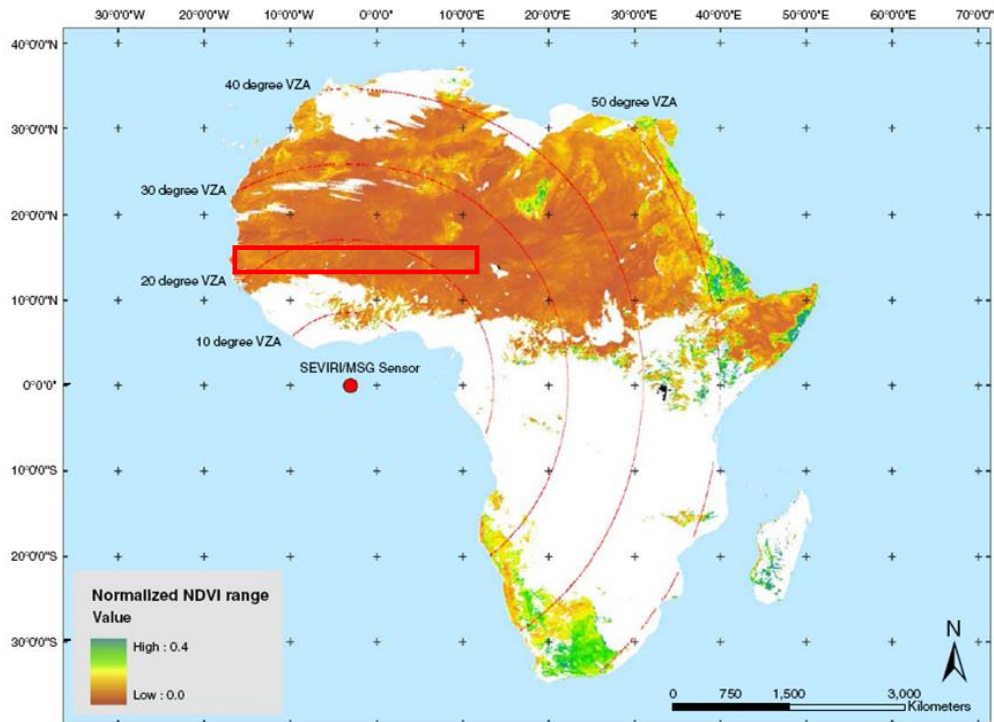 30°0'0"W 20°0'0"W 10°0'0"W 0°0'0" 10°0'0"E 20°0'0"E 30°0'0"E 40°0'0"E 50°0'0"E 70°0'0"E
40°0'0"N
40 degree VZA
50 degree VZA
30°0'0"N
30 degree VZA
20°0'0"N
20 degree VZA
10°0'0"N
10 degree VZA
SEVIRI/MSG Sensor
0°0'0"
10°0'0"S
20°0'0"S
30°0'0"S
Normalized NDVI range
Value
High : 0.4
Low : 0.0
N
0 750 1,500 3,000
Kilometers